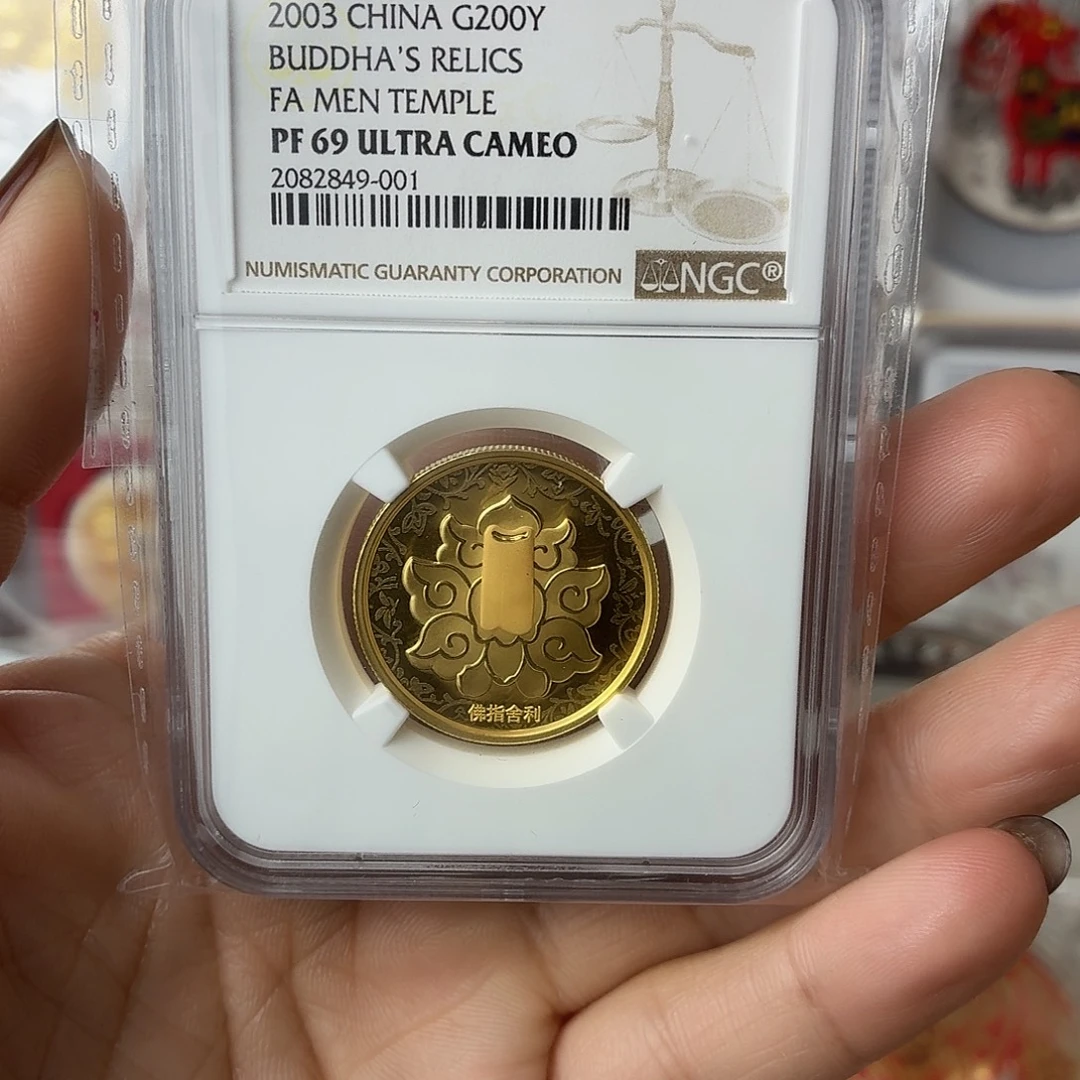 2003 CHINA G200Y
BUDDHA'S RELICS
FA MEN TEMPLE
PF 69 ULTRA CAMEO
2082849-001
NUMISMATIC GUARANTY CORPORATION
NGC®
佛指舍利